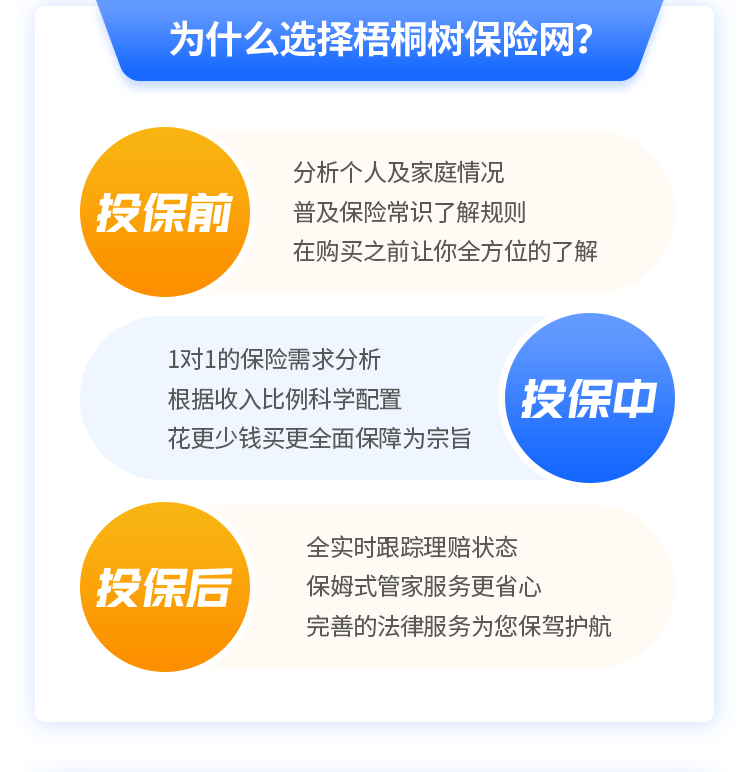 为什么选择梧桐树保险网？
投保前
分析个人及家庭情况
普及保险常识了解规则
在购买之前让你全方位的了解
1对1的保险需求分析
根据收入比例科学配置
花更少钱买更全面保障为宗旨
投保中
投保后
全实时跟踪理赔状态
保姆式管家服务更省心
完善的法律服务为您保驾护航